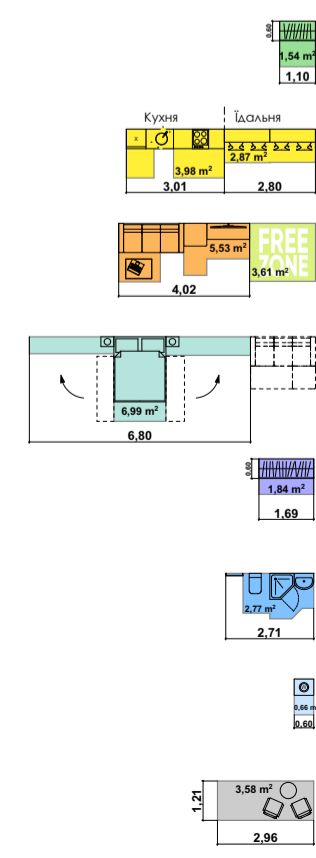 0,60
1,54 m²
1,10
Кухня
Їдальня
x
2,87 m²
3,98 m²
3,01
2,80
FREE
ZONE
5,53 m²
3,61 m²
4,02
6,99 m²
6,80
0,60
1,84 m²
1,69
2,77 m²
2,71
0,66 m
0,60
3,58 m²
1,21
2,96